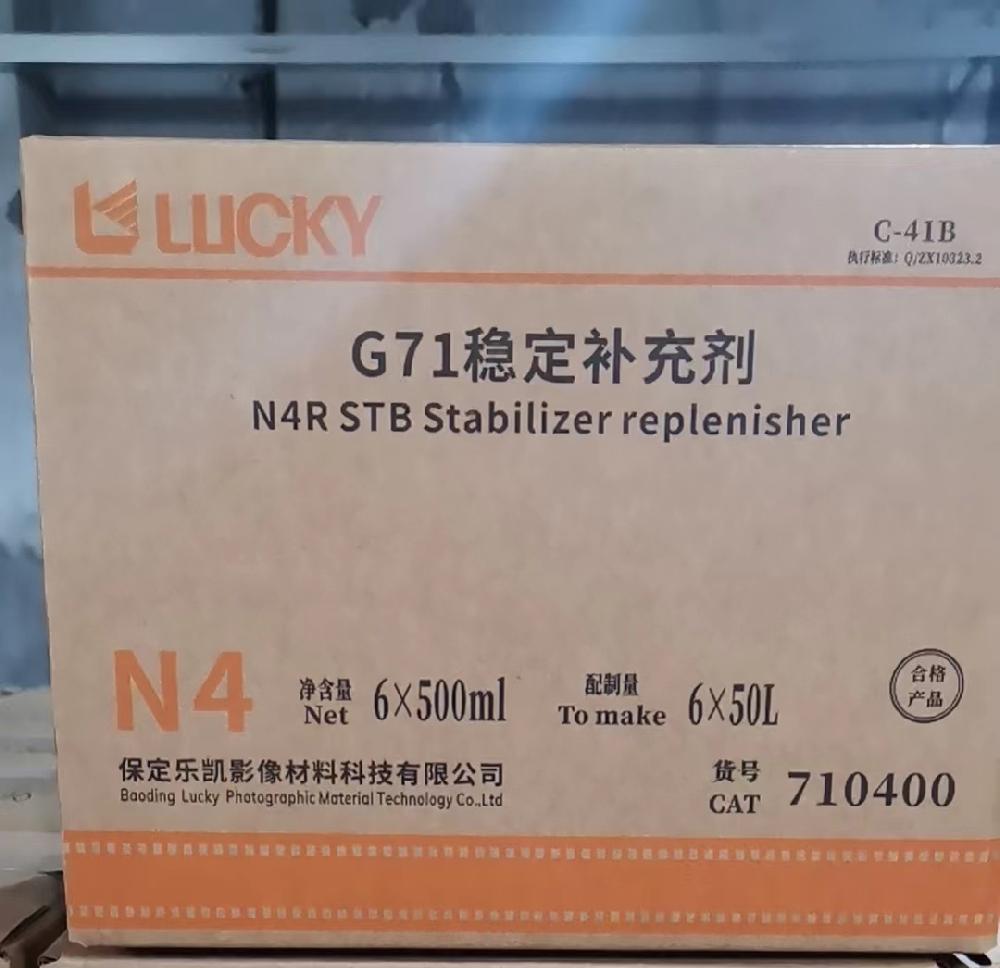 LUCKY
C-41B
执行标准：Q/ZX10323.2
G71稳定补充剂
N4R STB Stabilizer replenisher
N4
净含量
Net
6×500ml
配制量
To make
6×50L
合格
产品
保定乐凯影像材料科技有限公司
Baoding Lucky Photographic Material Technology Co.,Ltd
货号
CAT
710400